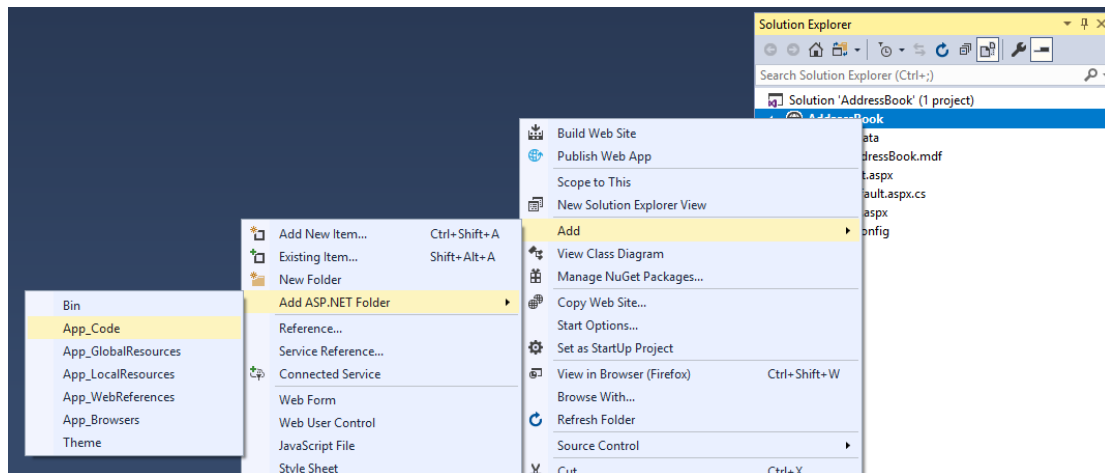 Solution Explorer
Search Solution Explorer (Ctrl+;)
Solution 'AddressBook' (1 project)
AddressBook
ata
dressBook.mdf
t.aspx
ault.aspx.cs
.aspx
onfig
Build Web Site
Publish Web App
Scope to This
New Solution Explorer View
Add
View Class Diagram
Manage NuGet Packages...
Copy Web Site...
Start Options...
Set as StartUp Project
View in Browser (Firefox) Ctrl+Shift+W
Browse With...
Refresh Folder
Source Control
Cut Ctrl+X
Add New Item... Ctrl+Shift+A
Existing Item... Shift+Alt+A
New Folder
Add ASP.NET Folder
Reference...
Service Reference...
Connected Service
Web Form
Web User Control
JavaScript File
Style Sheet
Bin
App_Code
App_GlobalResources
App_LocalResources
App_WebReferences
App_Browsers
Theme